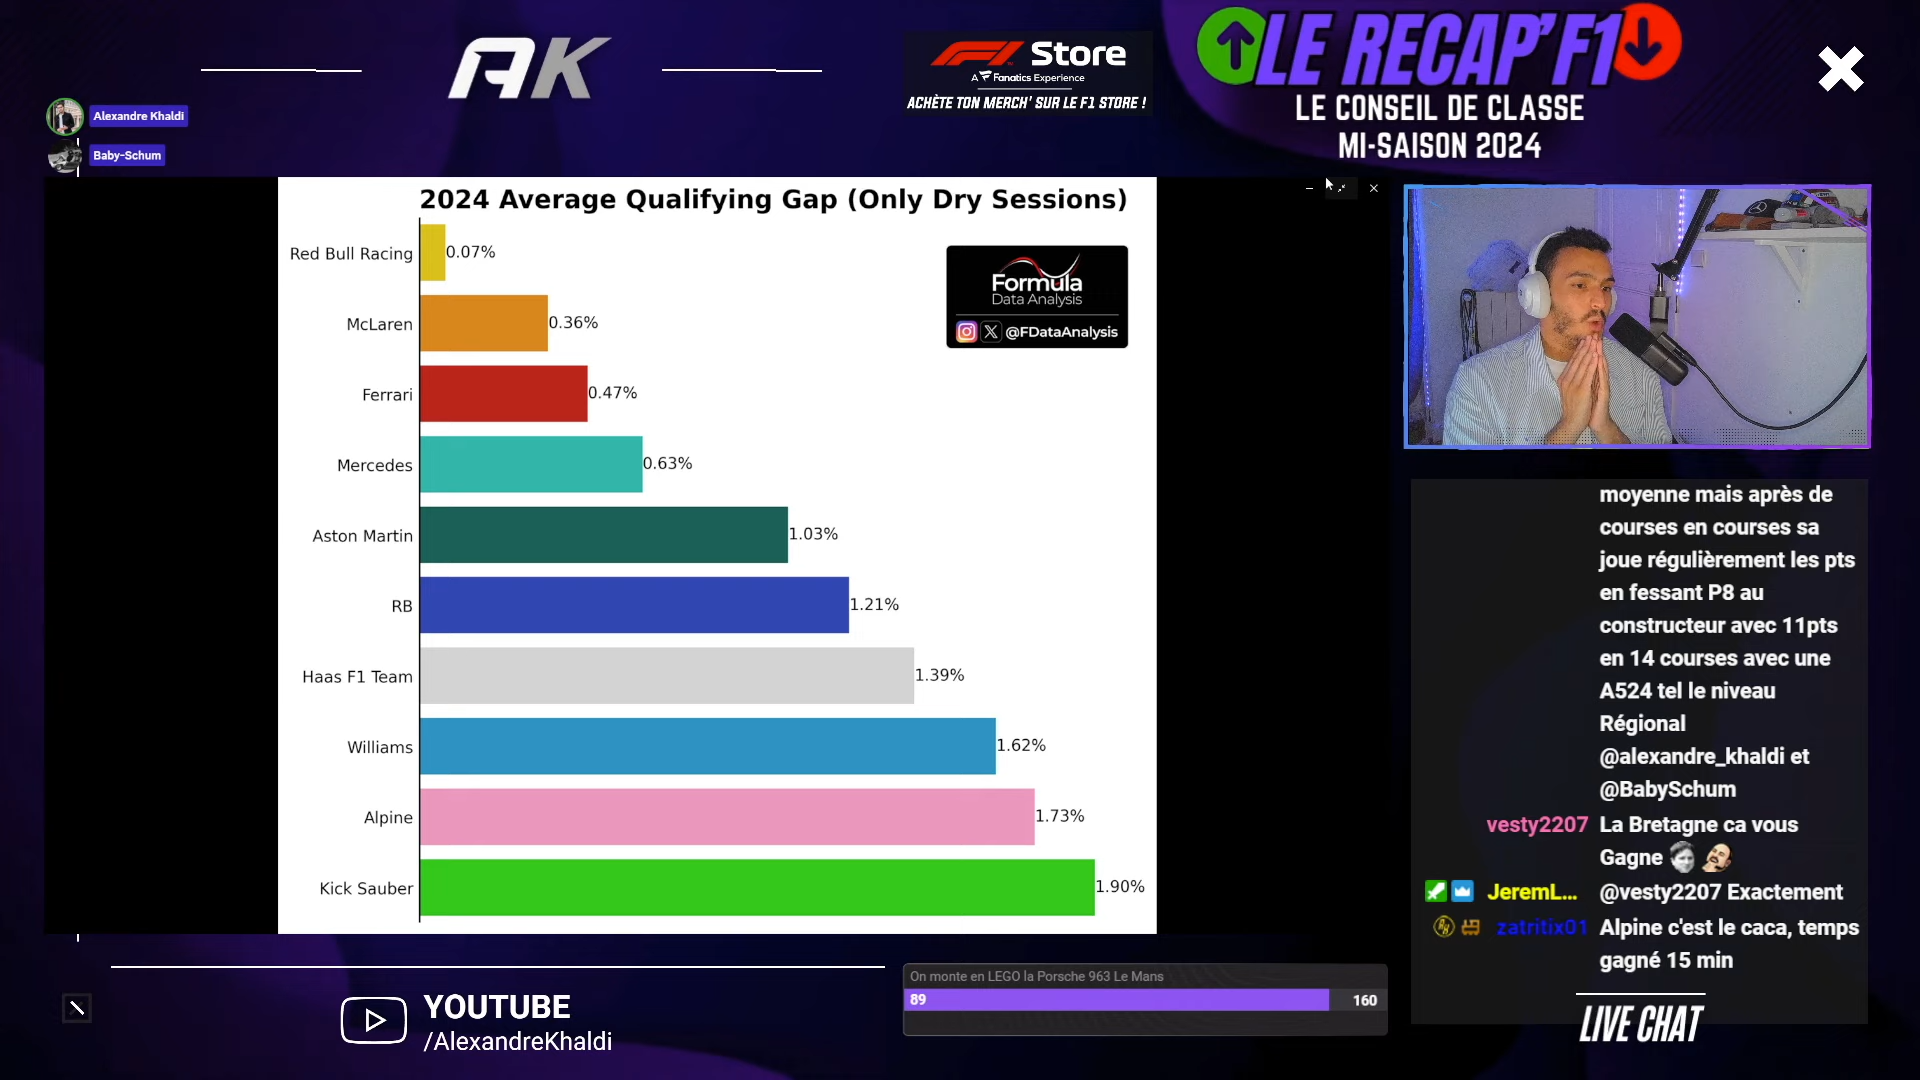 AK
F1 Store
A Fanatics Experience
ACHÈTE TON MERCH' SUR LE F1 STORE !
LE RECAP'F1
LE CONSEIL DE CLASSE
MI-SAISON 2024
Alexandre Khaldi
Baby-Schum
2024 Average Qualifying Gap (Only Dry Sessions)
Red Bull Racing 0.07%
McLaren 0.36%
Ferrari 0.47%
Mercedes 0.63%
Aston Martin 1.03%
RB 1.21%
Haas F1 Team 1.39%
Williams 1.62%
Alpine 1.73%
Kick Sauber 1.90%
Formula
Data Analysis
@FDataAnalysis
moyenne mais après de
courses en courses sa
joue régulièrement les pts
en fessant P8 au
constructeur avec 11pts
en 14 courses avec une
A524 tel le niveau
Régional
@alexandre_khaldi et
@BabySchum
vesty2207 La Bretagne ca vous
Gagne
JeremL... @vesty2207 Exactement
zatritix01 Alpine c'est le caca, temps
gagné 15 min
LIVE CHAT
YOUTUBE
/AlexandreKhaldi
On monte en LEGO la Porsche 963 Le Mans
89 160